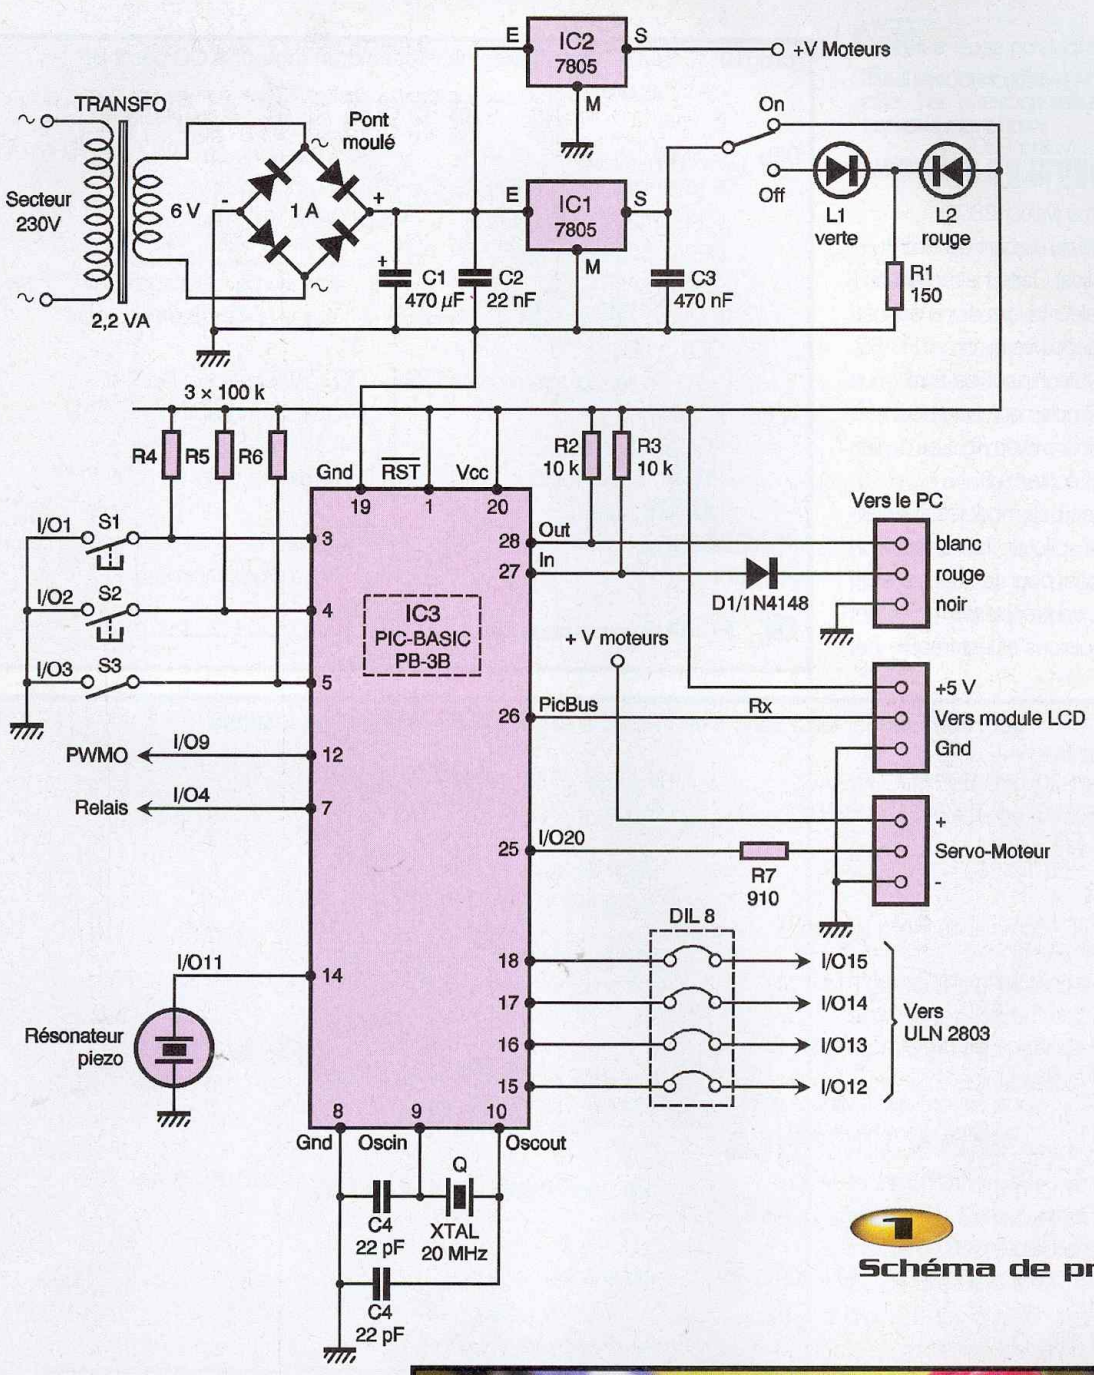 E
IC2
7805
S
+V Moteurs
M
TRANSFO
~
~
Secteur
230V
6 V
2,2 VA
Pont
moulé
~
-
1 A
+
~
E
IC1
7805
S
M
On
Off
L1
verte
L2
rouge
R1
150
+
C1
470 µF
C2
22 nF
C3
470 nF
3 × 100 k
R4
R5
R6
Gnd
RST
Vcc
R2
10 k
R3
10 k
19
1
20
Vers le PC
I/O1
S1
3
28
Out
blanc
27
In
rouge
D1/1N4148
noir
I/O2
S2
4
IC3
PIC-BASIC
PB-3B
+ V moteurs
I/O3
S3
5
+5 V
26
PicBus
Rx
Vers module LCD
Gnd
PWMO
I/O9
12
Relais
I/O4
7
+
25
I/O20
R7
910
Servo-Moteur
-
DIL 8
I/O11
14
18
I/O15
17
I/O14
16
I/O13
15
I/O12
Vers
ULN 2803
Résonateur
piezo
8
9
10
Gnd
Oscin
Oscout
Q
C4
22 pF
XTAL
20 MHz
C4
22 pF
1
Schéma de pr